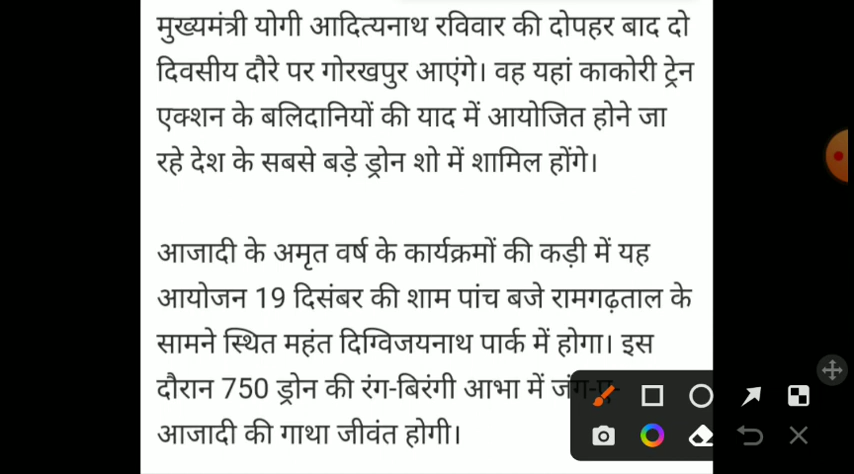 मुख्यमंत्री योगी आदित्यनाथ रविवार की दोपहर बाद दो
दिवसीय दौरे पर गोरखपुर आएंगे। वह यहां काकोरी ट्रेन
एक्शन के बलिदानियों की याद में आयोजित होने जा
रहे देश के सबसे बड़े ड्रोन शो में शामिल होंगे।
आजादी के अमृत वर्ष के कार्यक्रमों की कड़ी में यह
आयोजन 19 दिसंबर की शाम पांच बजे रामगढ़ताल के
सामने स्थित महंत दिग्विजयनाथ पार्क में होगा। इस
दौरान 750 ड्रोन की रंग-बिरंगी आभा में जंग-ए-
आजादी की गाथा जीवंत होगी।